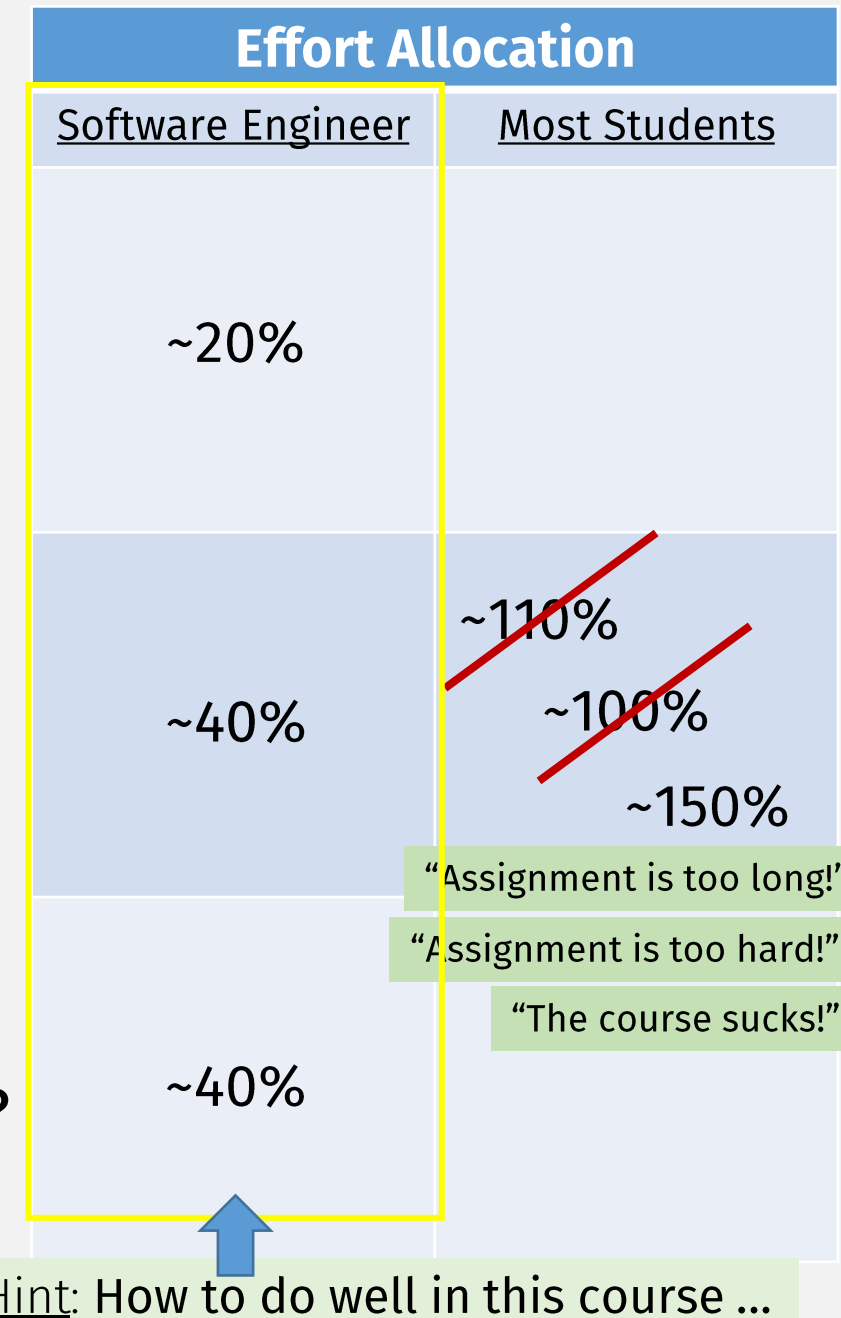 Effort Allocation
Software Engineer
Most Students
~20%
~40%
~110%
~100%
~150%
“Assignment is too long!”
“Assignment is too hard!”
“The course sucks!”
~40%
?
Hint: How to do well in this course ...